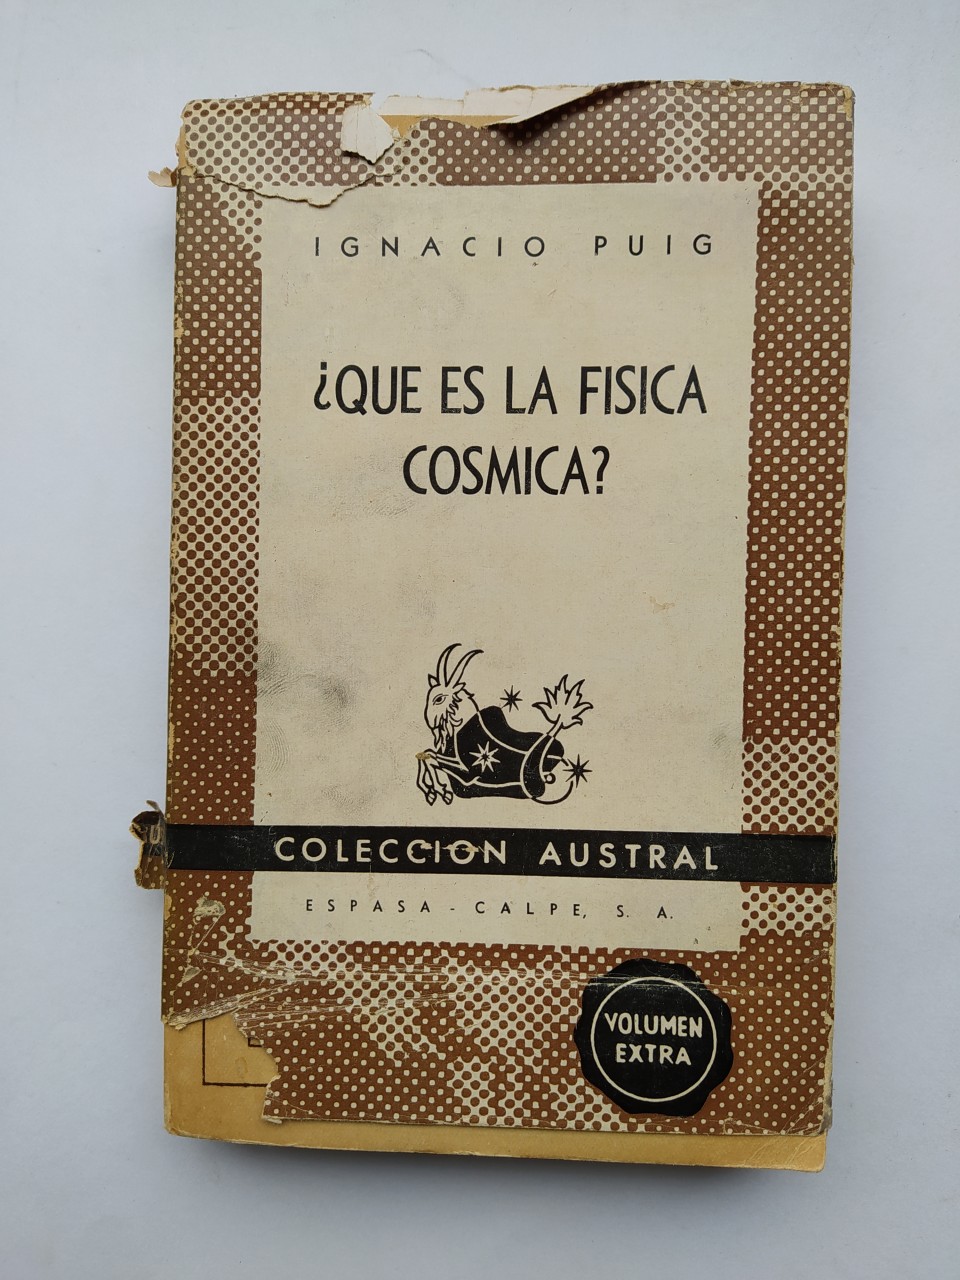 IGNACIO PUIG
¿QUE ES LA FISICA
COSMICA?
COLECCION AUSTRAL
ESPASA - CALPE, S. A.
VOLUMEN
EXTRA